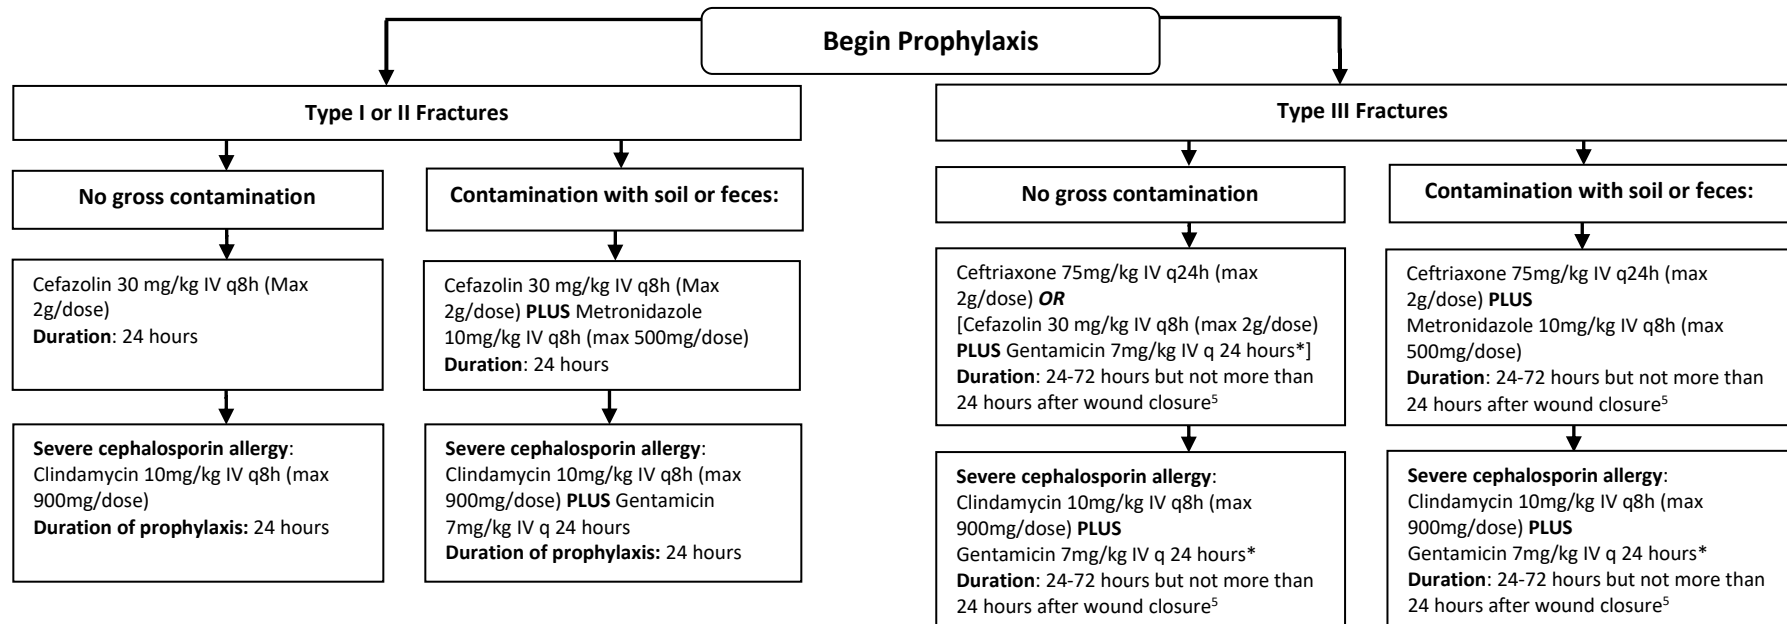 Begin Prophylaxis
Type I or II Fractures
No gross contamination
Cefazolin 30 mg/kg IV q8h (Max
2g/dose)
Duration: 24 hours
Severe cephalosporin allergy:
Clindamycin 10mg/kg IV q8h (max
900mg/dose)
Duration of prophylaxis: 24 hours
Contamination with soil or feces:
Cefazolin 30 mg/kg IV q8h (Max
2g/dose) PLUS Metronidazole
10mg/kg IV q8h (max 500mg/dose)
Duration: 24 hours
Severe cephalosporin allergy:
Clindamycin 10mg/kg IV q8h (max
900mg/dose) PLUS Gentamicin
7mg/kg IV q 24 hours
Duration of prophylaxis: 24 hours
Type III Fractures
No gross contamination
Ceftriaxone 75mg/kg IV q24h (max
2g/dose) OR
[Cefazolin 30 mg/kg IV q8h (max 2g/dose)
PLUS Gentamicin 7mg/kg IV q 24 hours*]
Duration: 24-72 hours but not more than
24 hours after wound closure⁵
Severe cephalosporin allergy:
Clindamycin 10mg/kg IV q8h (max
900mg/dose) PLUS
Gentamicin 7mg/kg IV q 24 hours*
Duration: 24-72 hours but not more than
24 hours after wound closure⁵
Contamination with soil or feces:
Ceftriaxone 75mg/kg IV q24h (max
2g/dose) PLUS
Metronidazole 10mg/kg IV q8h (max
500mg/dose)
Duration: 24-72 hours but not more than
24 hours after wound closure⁵
Severe cephalosporin allergy:
Clindamycin 10mg/kg IV q8h (max
900mg/dose) PLUS
Gentamicin 7mg/kg IV q 24 hours*
Duration: 24-72 hours but not more than
24 hours after wound closure⁵